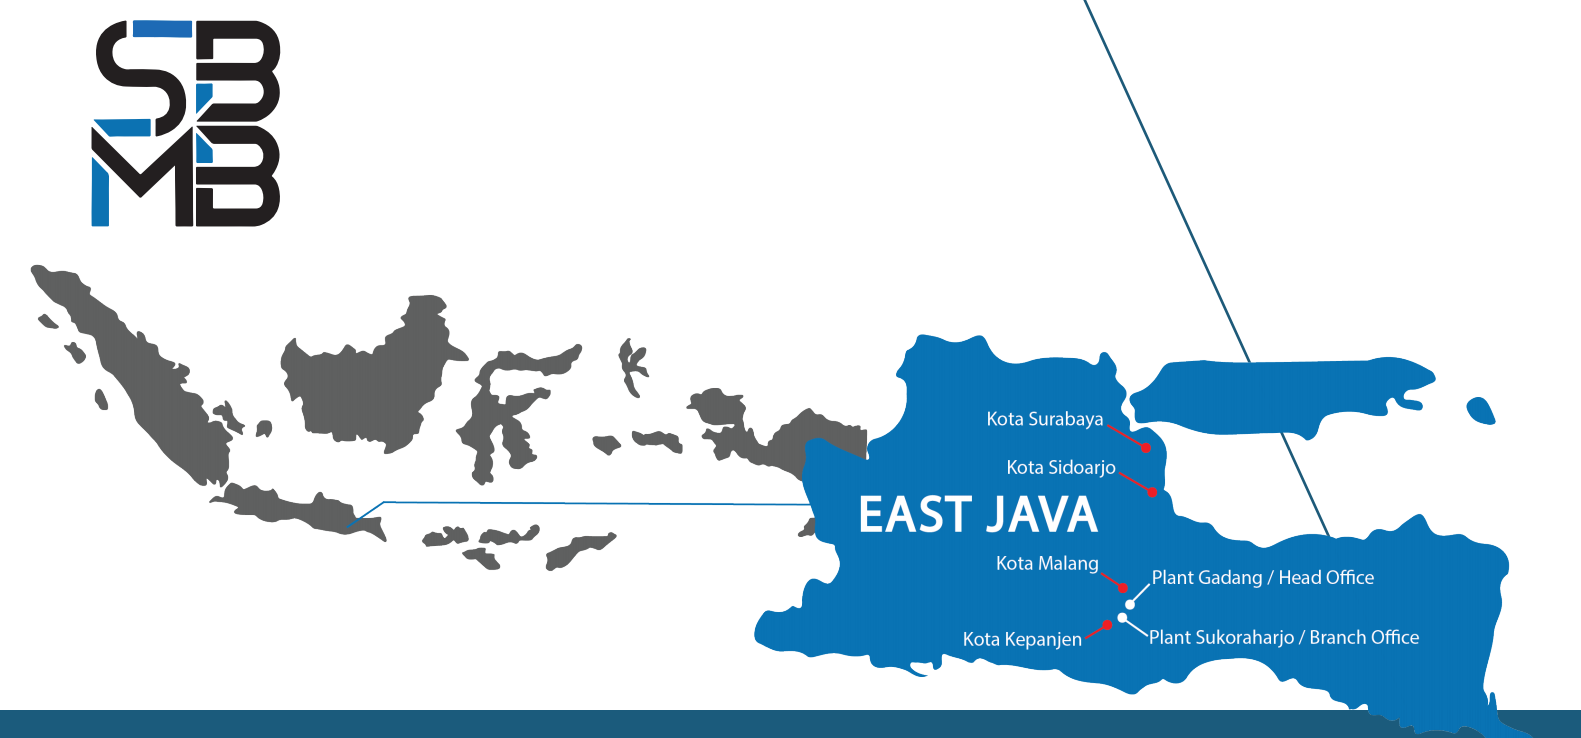 SB
MB
Kota Surabaya
Kota Sidoarjo
EAST JAVA
Kota Malang
Plant Gadang / Head Office
Kota Kepanjen
Plant Sukoraharjo / Branch Office